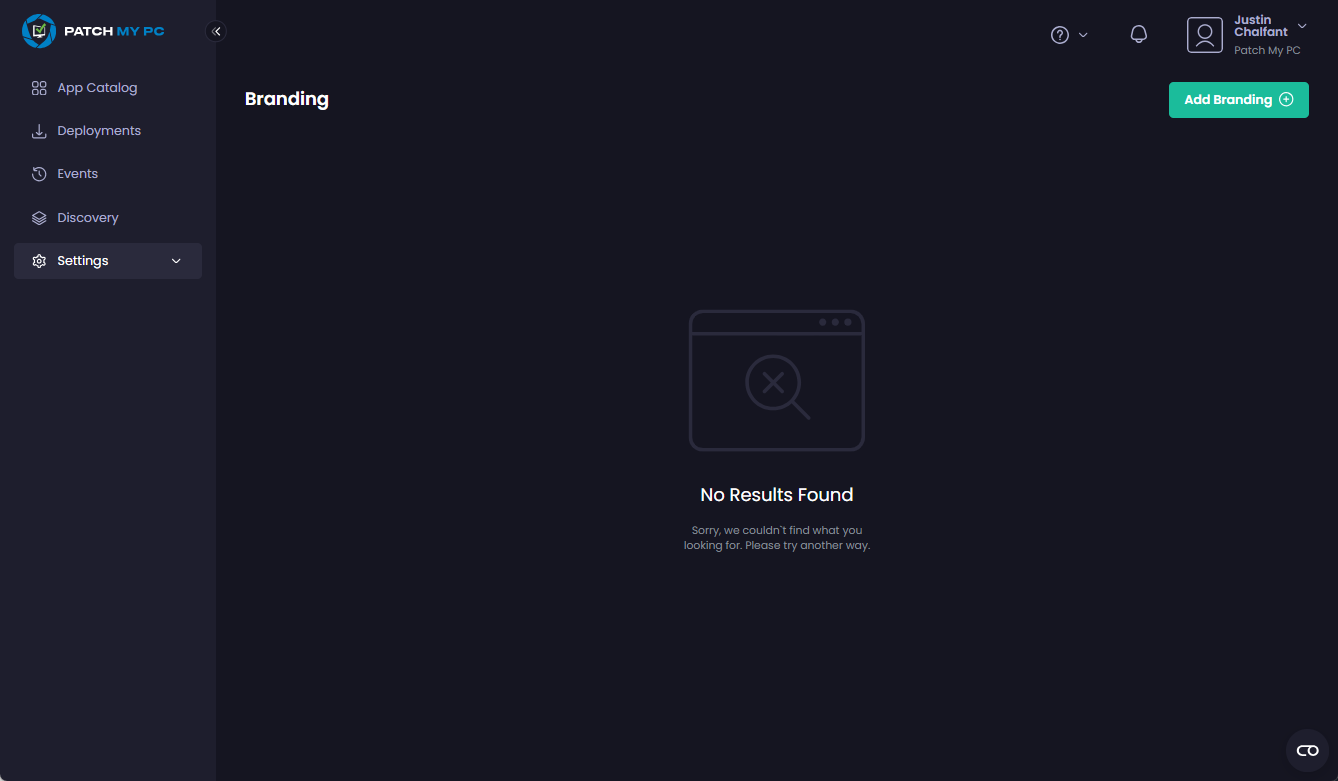 PATCH MY PC
Justin
Chalfant
Patch My PC
App Catalog
Deployments
Events
Discovery
Settings
Branding
Add Branding
No Results Found
Sorry, we couldn`t find what you
looking for. Please try another way.